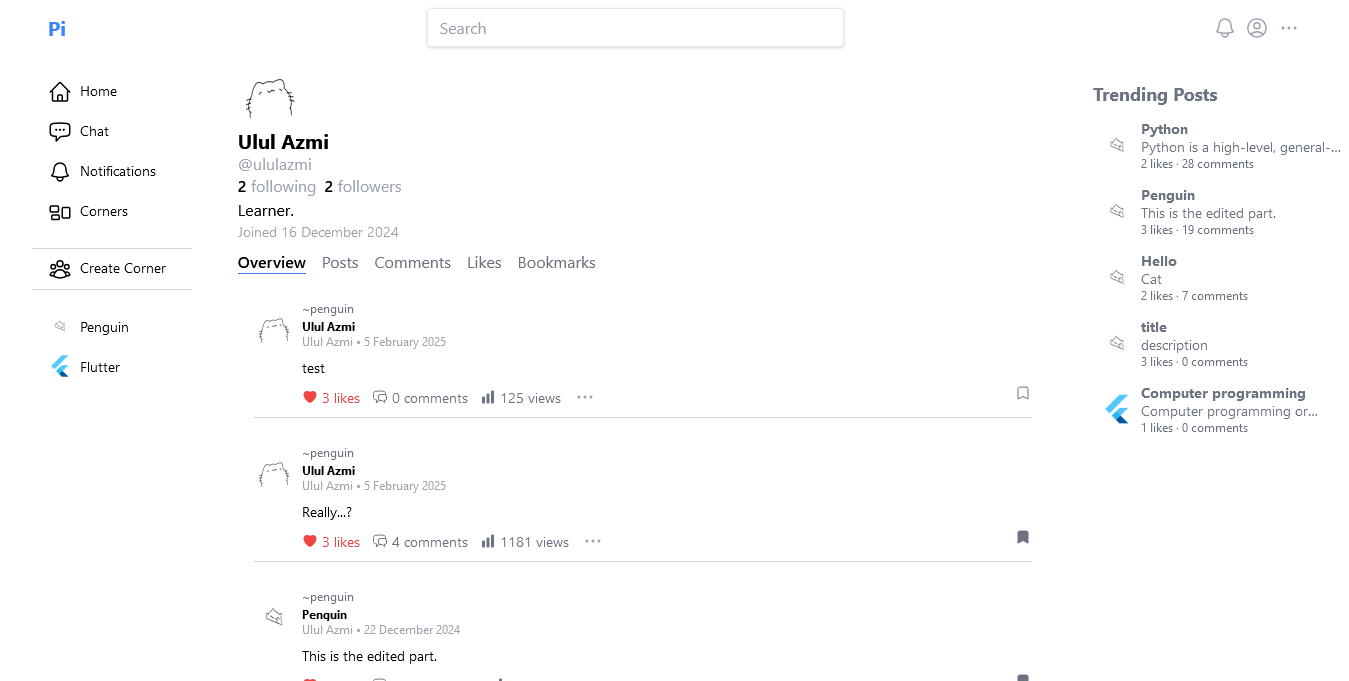 Pi
Search
Home
Chat
Notifications
Corners
Create Corner
Penguin
Flutter
Ulul Azmi
@ululazmi
2 following 2 followers
Learner.
Joined 16 December 2024
Overview Posts Comments Likes Bookmarks
~penguin
Ulul Azmi
Ulul Azmi • 5 February 2025
test
3 likes 0 comments 125 views
~penguin
Ulul Azmi
Ulul Azmi • 5 February 2025
Really...?
3 likes 4 comments 1181 views
~penguin
Penguin
Ulul Azmi • 22 December 2024
This is the edited part.
Trending Posts
Python
Python is a high-level, general-...
2 likes · 28 comments
Penguin
This is the edited part.
3 likes · 19 comments
Hello
Cat
2 likes · 7 comments
title
description
3 likes · 0 comments
Computer programming
Computer programming or...
1 likes · 0 comments